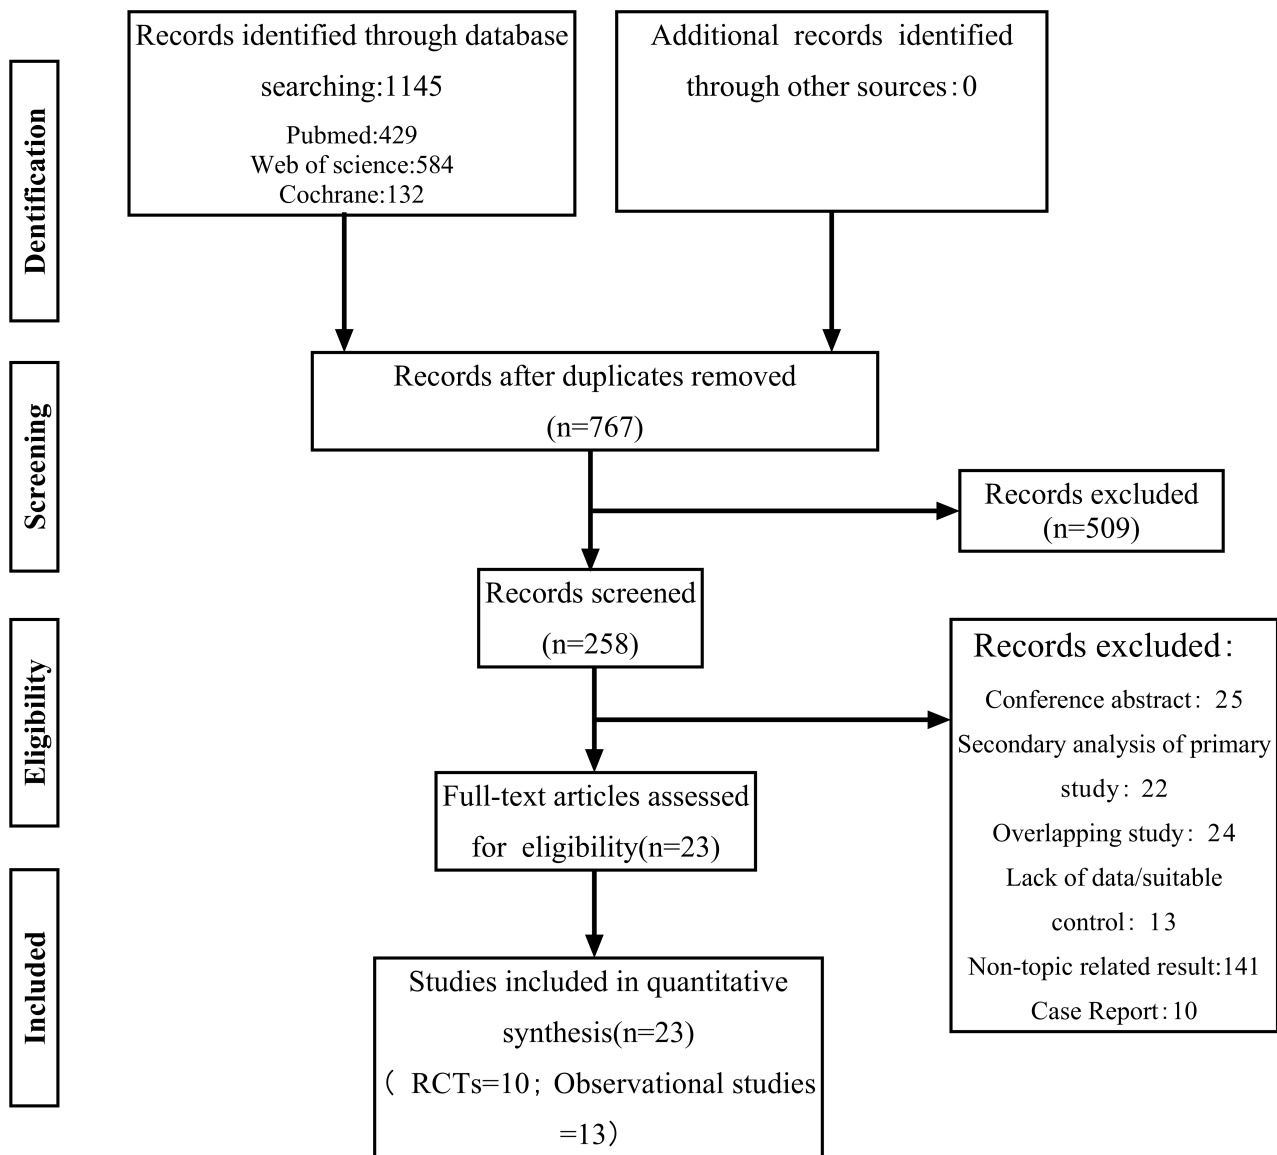 Records identified through database
searching:1145
Pubmed:429
Web of science:584
Cochrane:132
Additional records identified
through other sources：0
Dentification
Records after duplicates removed
(n=767)
Screening
Records excluded
(n=509)
Records screened
(n=258)
Eligibility
Records excluded：
Conference abstract：25
Secondary analysis of primary
study：22
Overlapping study：24
Lack of data/suitable
control：13
Non-topic related result:141
Case Report：10
Full-text articles assessed
for eligibility(n=23)
Included
Studies included in quantitative
synthesis(n=23)
（ RCTs=10；Observational studies
=13）